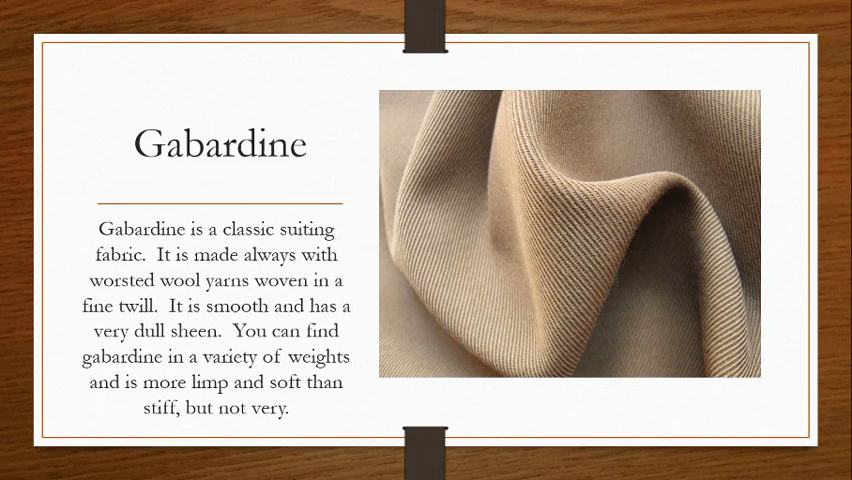 Gabardine
Gabardine is a classic suiting
fabric.  It is made always with
worsted wool yarns woven in a
fine twill.  It is smooth and has a
very dull sheen.  You can find
gabardine in a variety of weights
and is more limp and soft than
stiff, but not very.